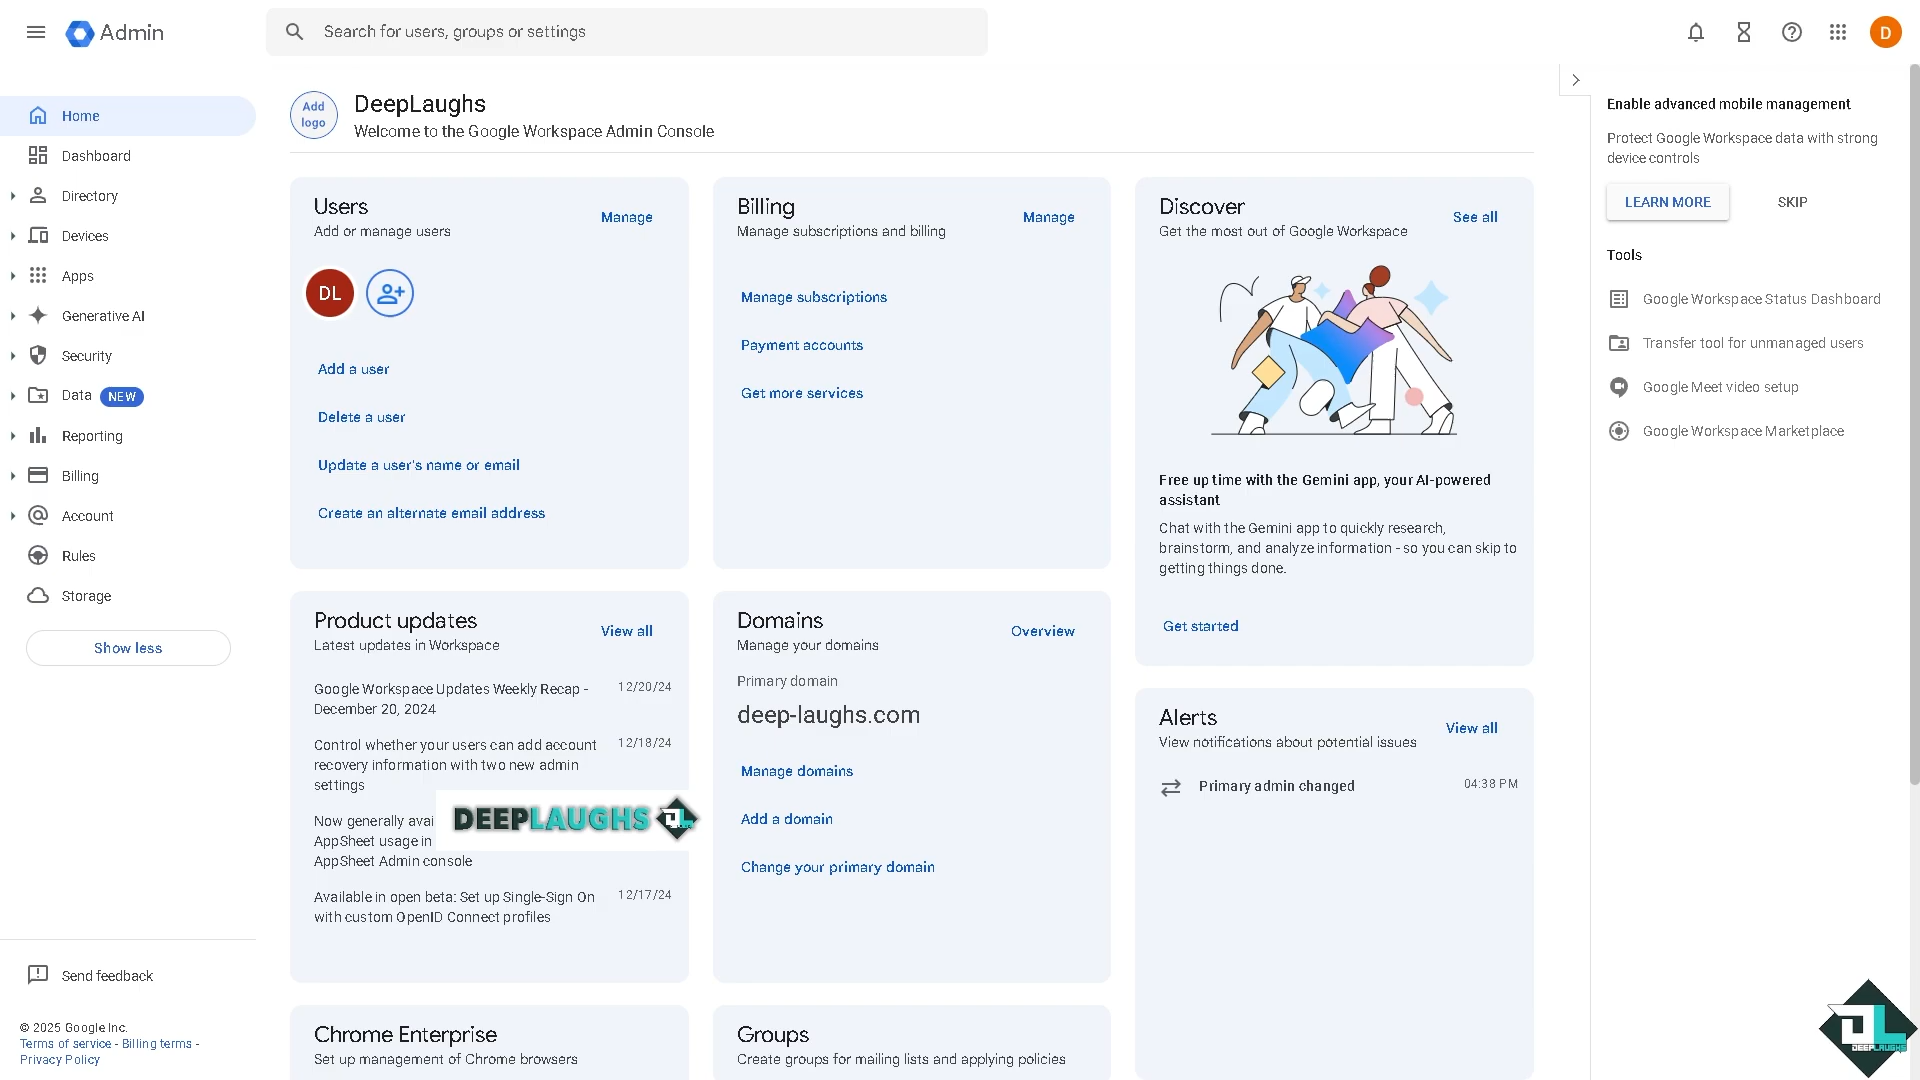 Admin
Search for users, groups or settings
D
Home
Dashboard
Directory
Devices
Apps
Generative AI
Security
Data NEW
Reporting
Billing
Account
Rules
Storage
Show less
Send feedback
© 2025 Google Inc.
Terms of service - Billing terms -
Privacy Policy
Add
logo
DeepLaughs
Welcome to the Google Workspace Admin Console
Users
Manage
Add or manage users
DL
Add a user
Delete a user
Update a user's name or email
Create an alternate email address
Billing
Manage
Manage subscriptions and billing
Manage subscriptions
Payment accounts
Get more services
Discover
See all
Get the most out of Google Workspace
Free up time with the Gemini app, your AI-powered
assistant
Chat with the Gemini app to quickly research,
brainstorm, and analyze information - so you can skip to
getting things done.
Get started
Product updates
View all
Latest updates in Workspace
Google Workspace Updates Weekly Recap - 12/20/24
December 20, 2024
Control whether your users can add account 12/18/24
recovery information with two new admin
settings
Now generally avai
AppSheet usage in
AppSheet Admin console
DEEPLAUGHS DL
Available in open beta: Set up Single-Sign On 12/17/24
with custom OpenID Connect profiles
Domains
Overview
Manage your domains
Primary domain
deep-laughs.com
Manage domains
Add a domain
Change your primary domain
Alerts
View all
View notifications about potential issues
Primary admin changed 04:38 PM
Chrome Enterprise
Set up management of Chrome browsers
Groups
Create groups for mailing lists and applying policies
Enable advanced mobile management
Protect Google Workspace data with strong
device controls
LEARN MORE SKIP
Tools
Google Workspace Status Dashboard
Transfer tool for unmanaged users
Google Meet video setup
Google Workspace Marketplace
DL
DEEPLAUGHS